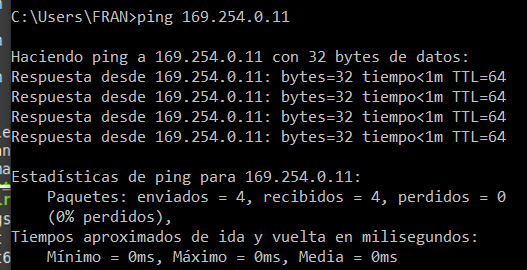 C:\Users\FRAN>ping 169.254.0.11
Haciendo ping a 169.254.0.11 con 32 bytes de datos:
Respuesta desde 169.254.0.11: bytes=32 tiempo<1m TTL=64
Respuesta desde 169.254.0.11: bytes=32 tiempo<1m TTL=64
Respuesta desde 169.254.0.11: bytes=32 tiempo<1m TTL=64
Respuesta desde 169.254.0.11: bytes=32 tiempo<1m TTL=64
Estadísticas de ping para 169.254.0.11:
Paquetes: enviados = 4, recibidos = 4, perdidos = 0
(0% perdidos),
Tiempos aproximados de ida y vuelta en milisegundos:
Mínimo = 0ms, Máximo = 0ms, Media = 0ms